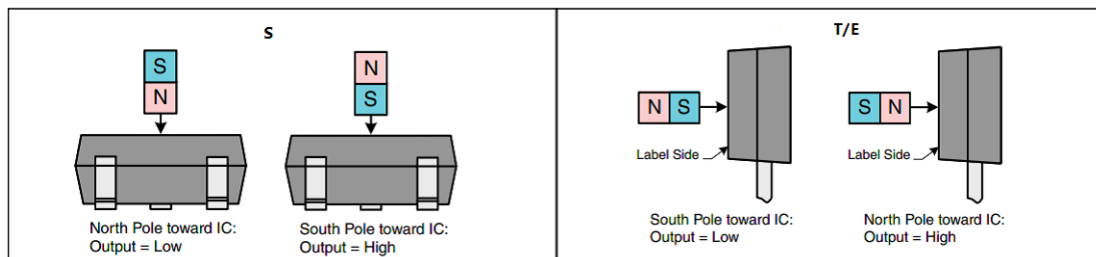 S
S
N
N
S
North Pole toward IC:
Output = Low
South Pole toward IC:
Output = High
T/E
N S
Label Side
S N
Label Side
South Pole toward IC:
Output = Low
North Pole toward IC:
Output = High